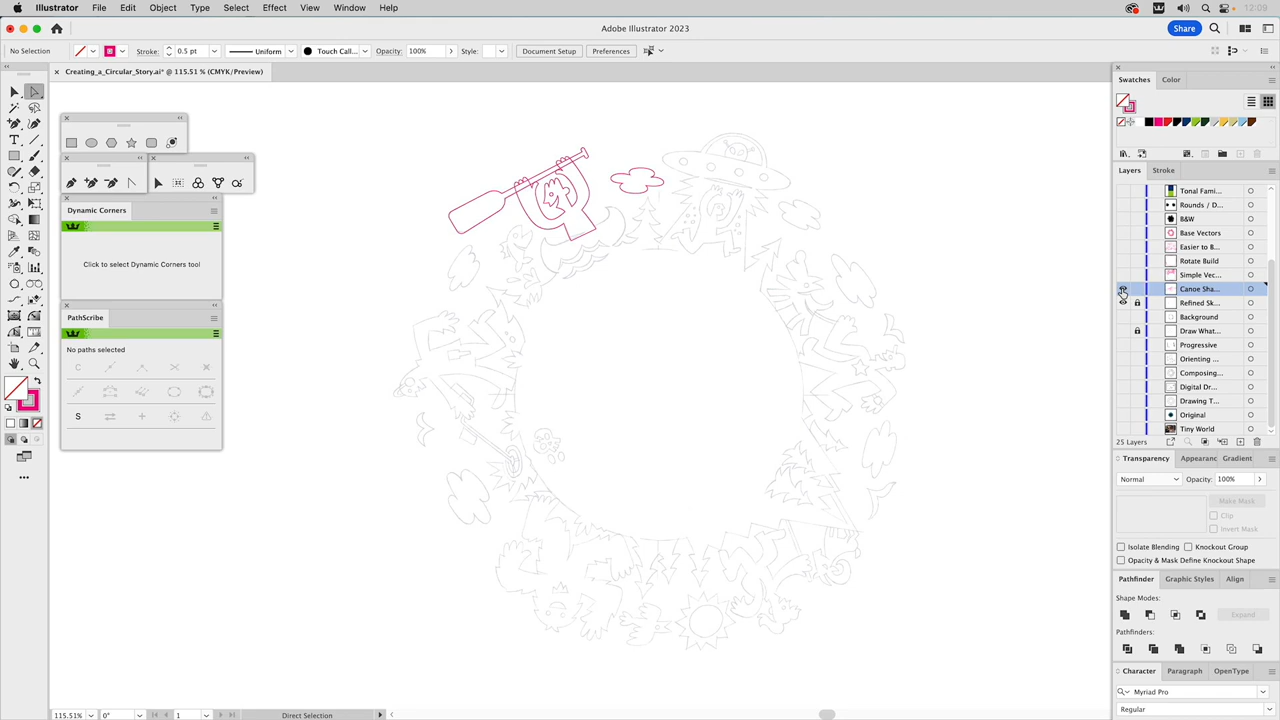 Illustrator File Edit Object Type Select Effect View Window Help 12:09
Adobe Illustrator 2023
Share
No Selection Stroke: 0.5 pt Uniform Touch Call... Opacity: 100% Style: Document Setup Preferences
Creating_a_Circular_Story.ai* @ 115.51 % (CMYK/Preview)
Dynamic Corners
Click to select Dynamic Corners tool
PathScribe
No paths selected
C
S
Swatches Color
Layers Stroke
Tonal Fami...
Rounds / D...
B&W
Base Vectors
Easier to B...
Rotate Build
Simple Vec...
Canoe Sha...
Refined Sk...
Background
Draw What...
Progressive
Orienting ...
Composing...
Digital Dr...
Drawing T...
Original
Tiny World
25 Layers
Transparency Appearanc Gradient
Normal Opacity: 100%
Make Mask
Clip
Invert Mask
Isolate Blending Knockout Group
Opacity & Mask Define Knockout Shape
Pathfinder Graphic Styles Align
Shape Modes:
Expand
Pathfinders:
Character Paragraph OpenType
Myriad Pro
Regular
115.51% 0° 1 Direct Selection